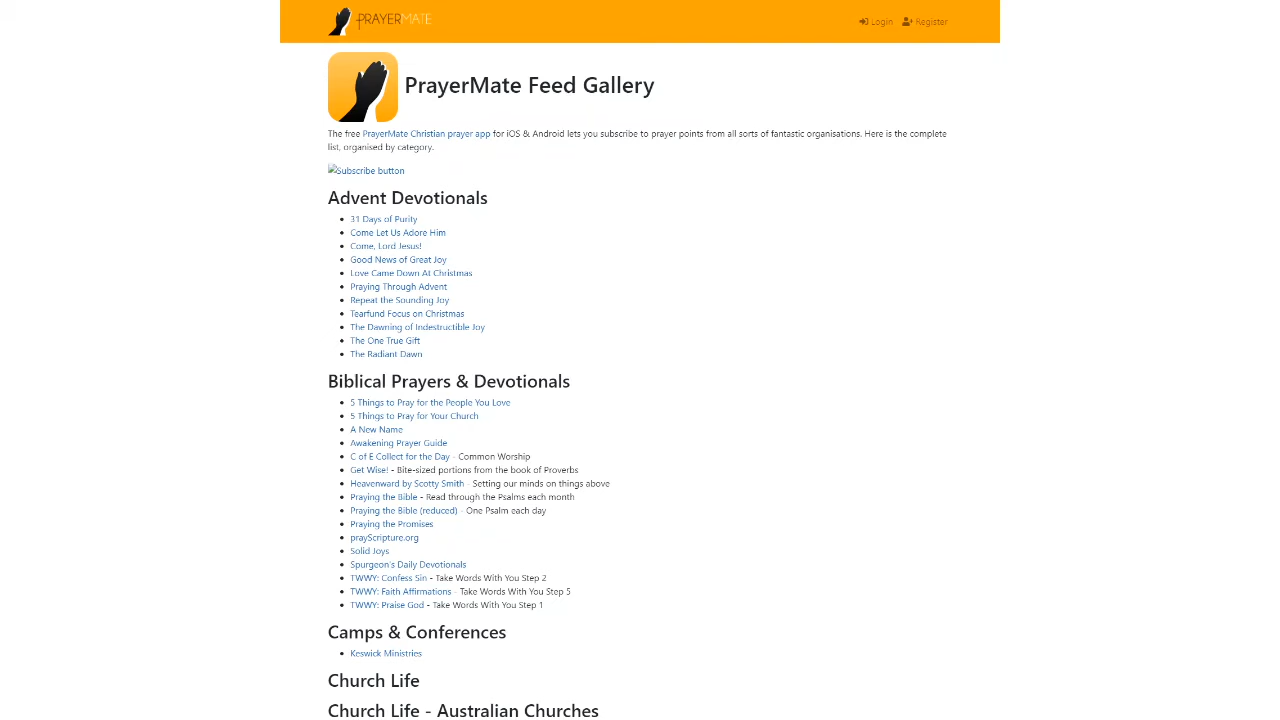 PRAYERMATE
Login
Register
PrayerMate Feed Gallery
The free PrayerMate Christian prayer app for iOS & Android lets you subscribe to prayer points from all sorts of fantastic organisations. Here is the complete
list, organised by category.
Subscribe button
Advent Devotionals
31 Days of Purity
Come Let Us Adore Him
Come, Lord Jesus!
Good News of Great Joy
Love Came Down At Christmas
Praying Through Advent
Repeat the Sounding Joy
Tearfund Focus on Christmas
The Dawning of Indestructible Joy
The One True Gift
The Radiant Dawn
Biblical Prayers & Devotionals
5 Things to Pray for the People You Love
5 Things to Pray for Your Church
A New Name
Awakening Prayer Guide
C of E Collect for the Day - Common Worship
Get Wise! - Bite-sized portions from the book of Proverbs
Heavenward by Scotty Smith - Setting our minds on things above
Praying the Bible - Read through the Psalms each month
Praying the Bible (reduced) - One Psalm each day
Praying the Promises
prayScripture.org
Solid Joys
Spurgeon's Daily Devotionals
TWWY: Confess Sin - Take Words With You Step 2
TWWY: Faith Affirmations - Take Words With You Step 5
TWWY: Praise God - Take Words With You Step 1
Camps & Conferences
Keswick Ministries
Church Life
Church Life - Australian Churches